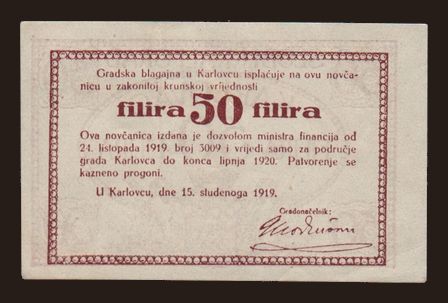 Gradska blagajna u Karlovcu isplaćuje na ovu novča-
nicu u zakonitoj krunskoj vrijednosti
filira 50 filira
Ova novčanica izdana je dozvolom ministra financija od
24. listopada 1919. broj 3009 i vrijedi samo za područje
grada Karlovca do konca lipnja 1920. Patvorenje se
kazneno progoni.
U Karlovcu, dne 15. studenoga 1919.
Gradonačelnik: